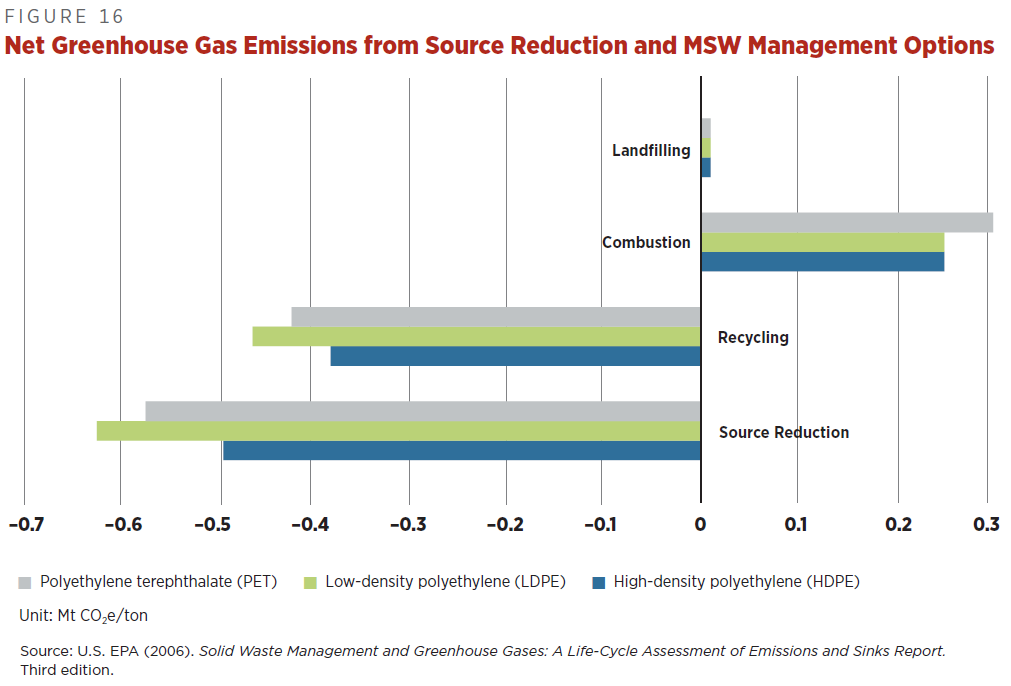 FIGURE 16
Net Greenhouse Gas Emissions from Source Reduction and MSW Management Options
Landfilling
Combustion
Recycling
Source Reduction
–0.7 –0.6 –0.5 –0.4 –0.3 –0.2 –0.1 0 0.1 0.2 0.3
Polyethylene terephthalate (PET) Low-density polyethylene (LDPE) High-density polyethylene (HDPE)
Unit: Mt CO₂e/ton
Source: U.S. EPA (2006). Solid Waste Management and Greenhouse Gases: A Life-Cycle Assessment of Emissions and Sinks Report.
Third edition.